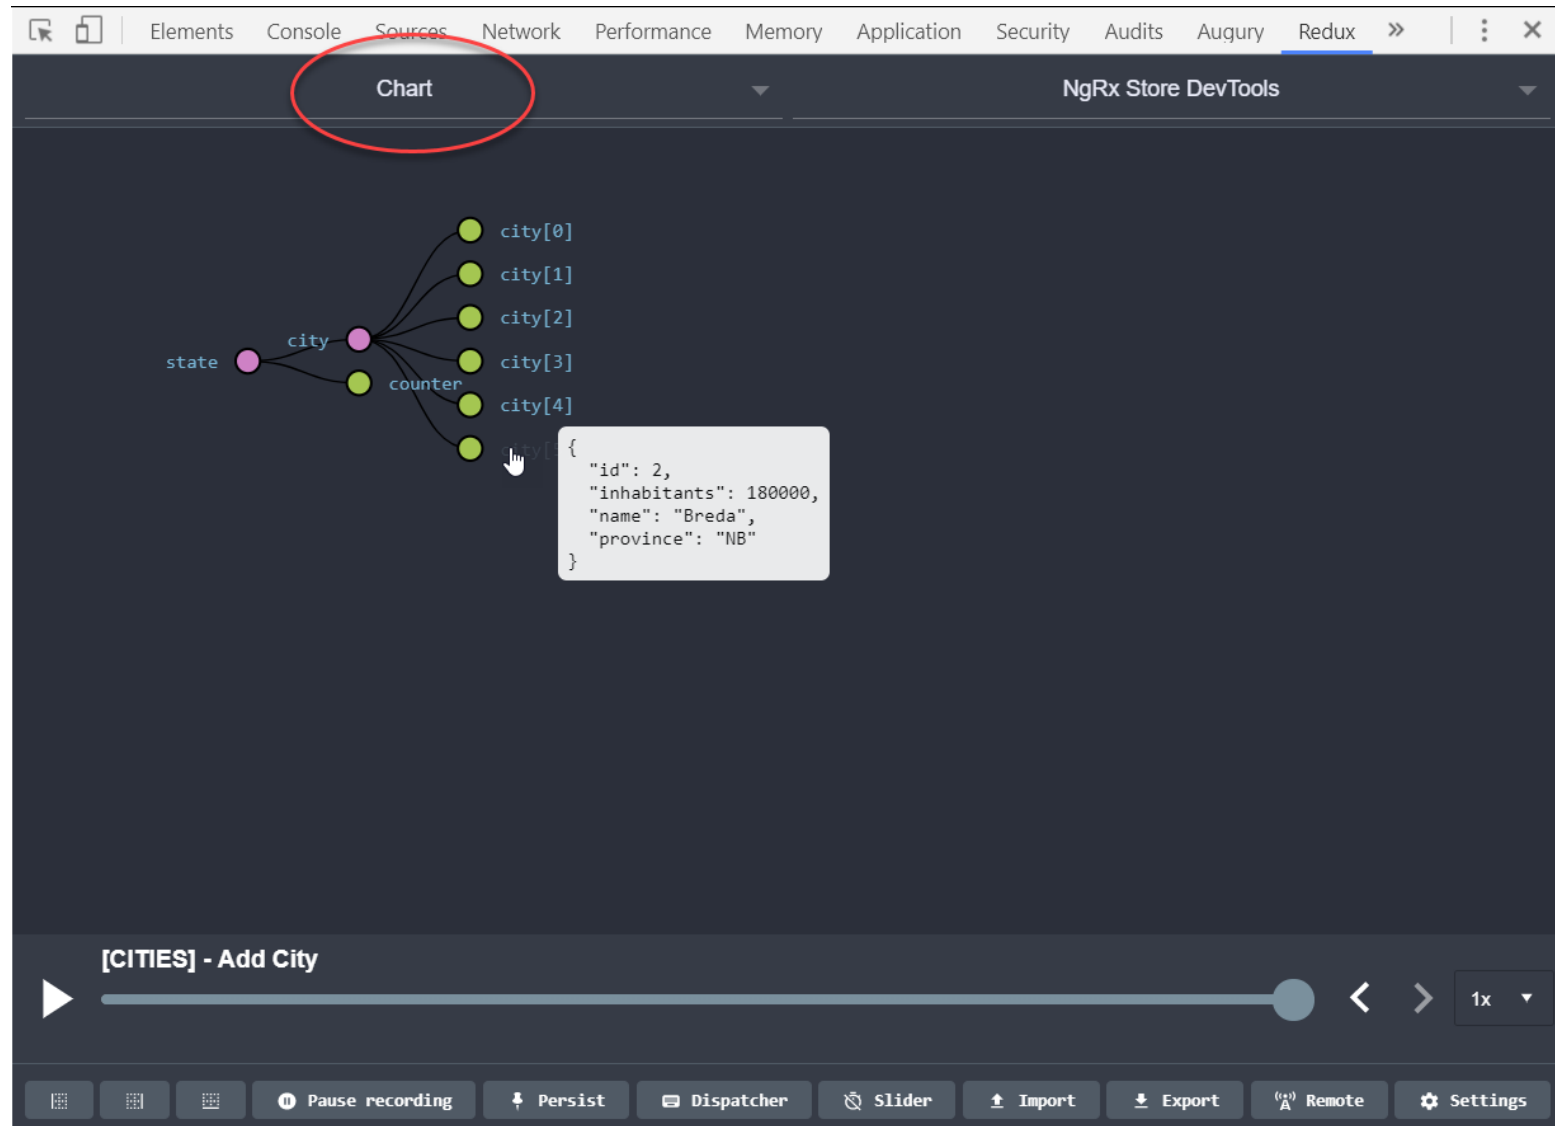 Elements Console Sources Network Performance Memory Application Security Audits Augury Redux
Chart
NgRx Store DevTools
city[0]
city[1]
city[2]
city
city[3]
state
counter
city[4]
{
"id": 2,
"inhabitants": 180000,
"name": "Breda",
"province": "NB"
}
[CITIES] - Add City
1x
Pause recording Persist Dispatcher Slider Import Export Remote Settings